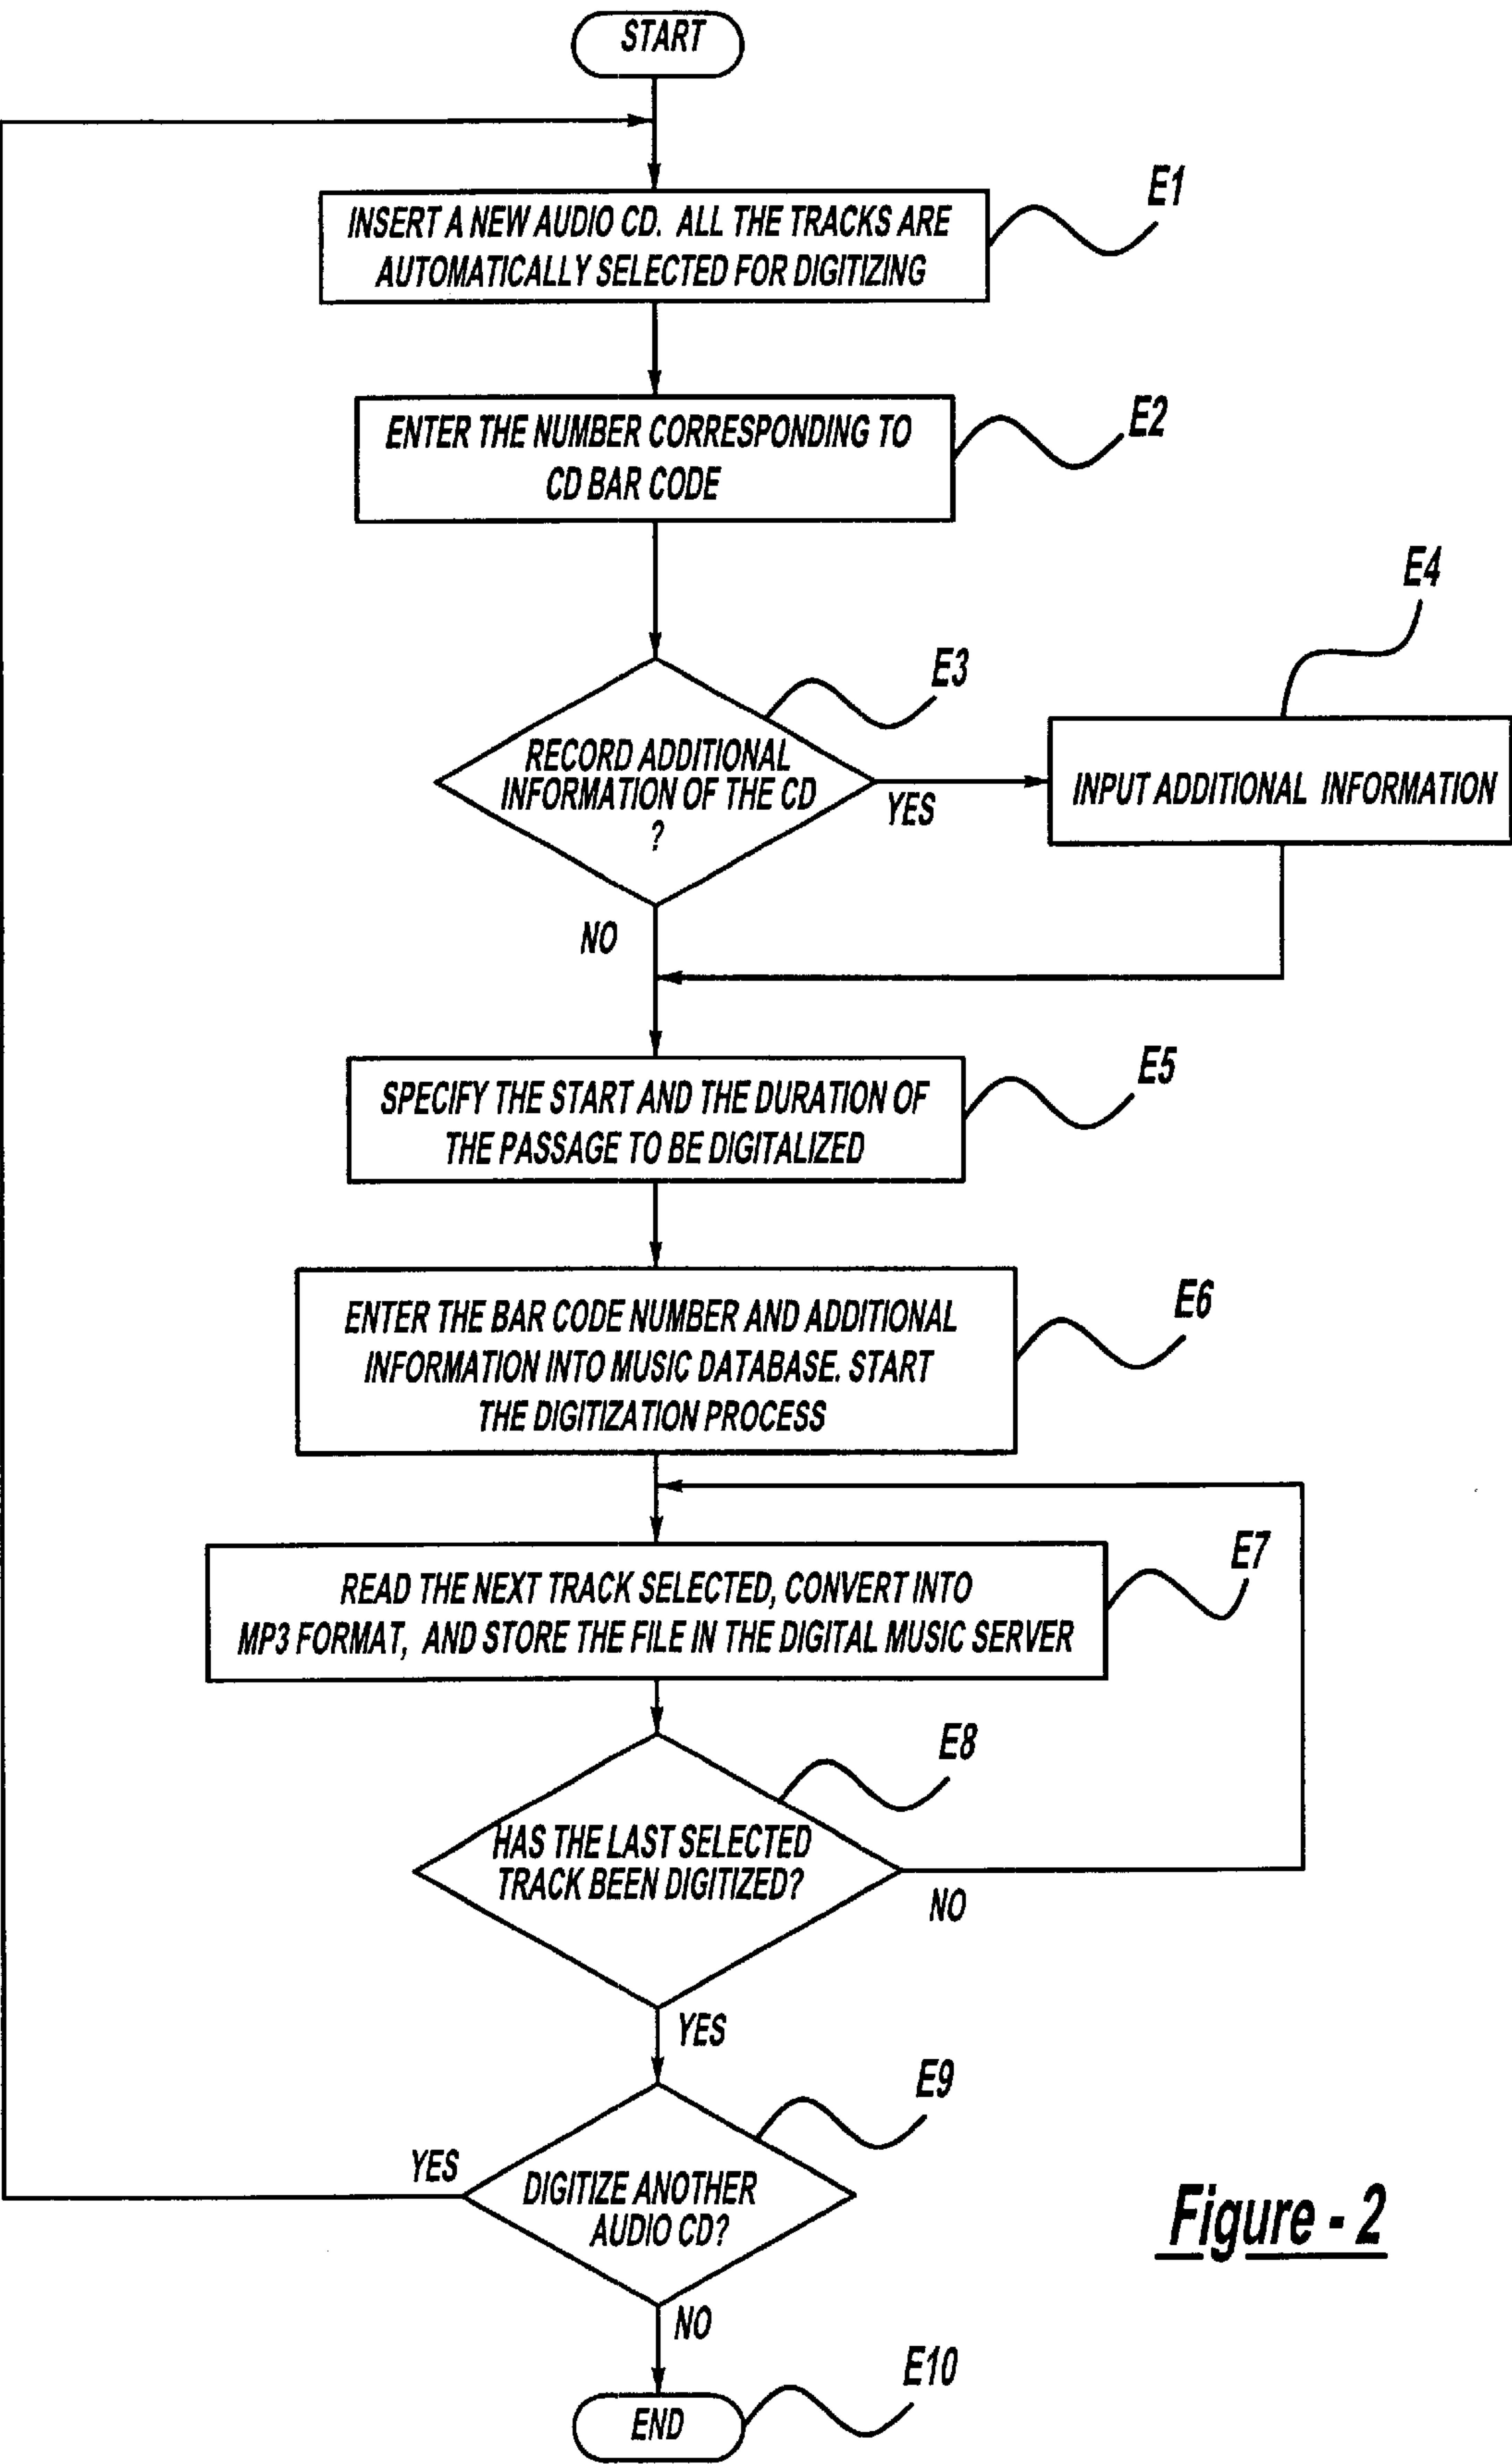 START
E1
INSERT A NEW AUDIO CD. ALL THE TRACKS ARE
AUTOMATICALLY SELECTED FOR DIGITIZING
E2
ENTER THE NUMBER CORRESPONDING TO
CD BAR CODE
E4
E3
RECORD ADDITIONAL
INFORMATION OF THE CD
?
YES
INPUT ADDITIONAL INFORMATION
NO
E5
SPECIFY THE START AND THE DURATION OF
THE PASSAGE TO BE DIGITALIZED
E6
ENTER THE BAR CODE NUMBER AND ADDITIONAL
INFORMATION INTO MUSIC DATABASE. START
THE DIGITIZATION PROCESS
E7
READ THE NEXT TRACK SELECTED, CONVERT INTO
MP3 FORMAT, AND STORE THE FILE IN THE DIGITAL MUSIC SERVER
E8
HAS THE LAST SELECTED
TRACK BEEN DIGITIZED?
NO
YES
E9
YES
DIGITIZE ANOTHER
AUDIO CD?
Figure - 2
NO
E10
END